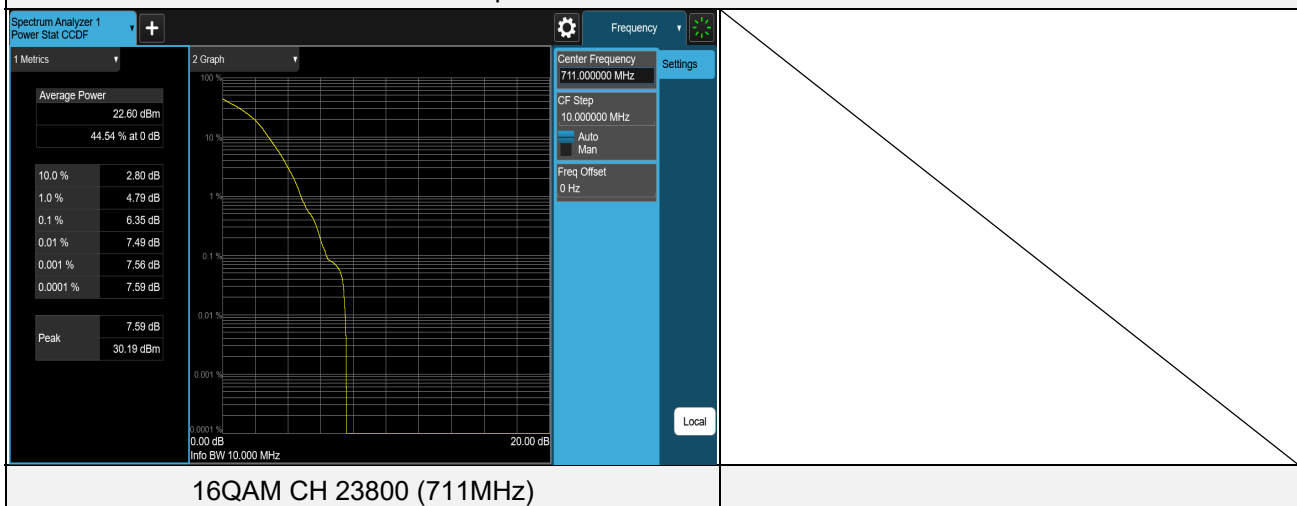 Spectrum Analyzer 1
Power Stat CCDF
+
Frequency
1 Metrics
2 Graph
Center Frequency
711.000000 MHz
Settings
CF Step
10.000000 MHz
Auto
Man
Freq Offset
0 Hz
Local
Average Power
22.60 dBm
44.54 % at 0 dB
10.0 % 2.80 dB
1.0 % 4.79 dB
0.1 % 6.35 dB
0.01 % 7.49 dB
0.001 % 7.56 dB
0.0001 % 7.59 dB
Peak
7.59 dB
30.19 dBm
100 %
10 %
1 %
0.1 %
0.01 %
0.001 %
0.0001 %
0.00 dB 20.00 dB
Info BW 10.000 MHz
16QAM CH 23800 (711MHz)